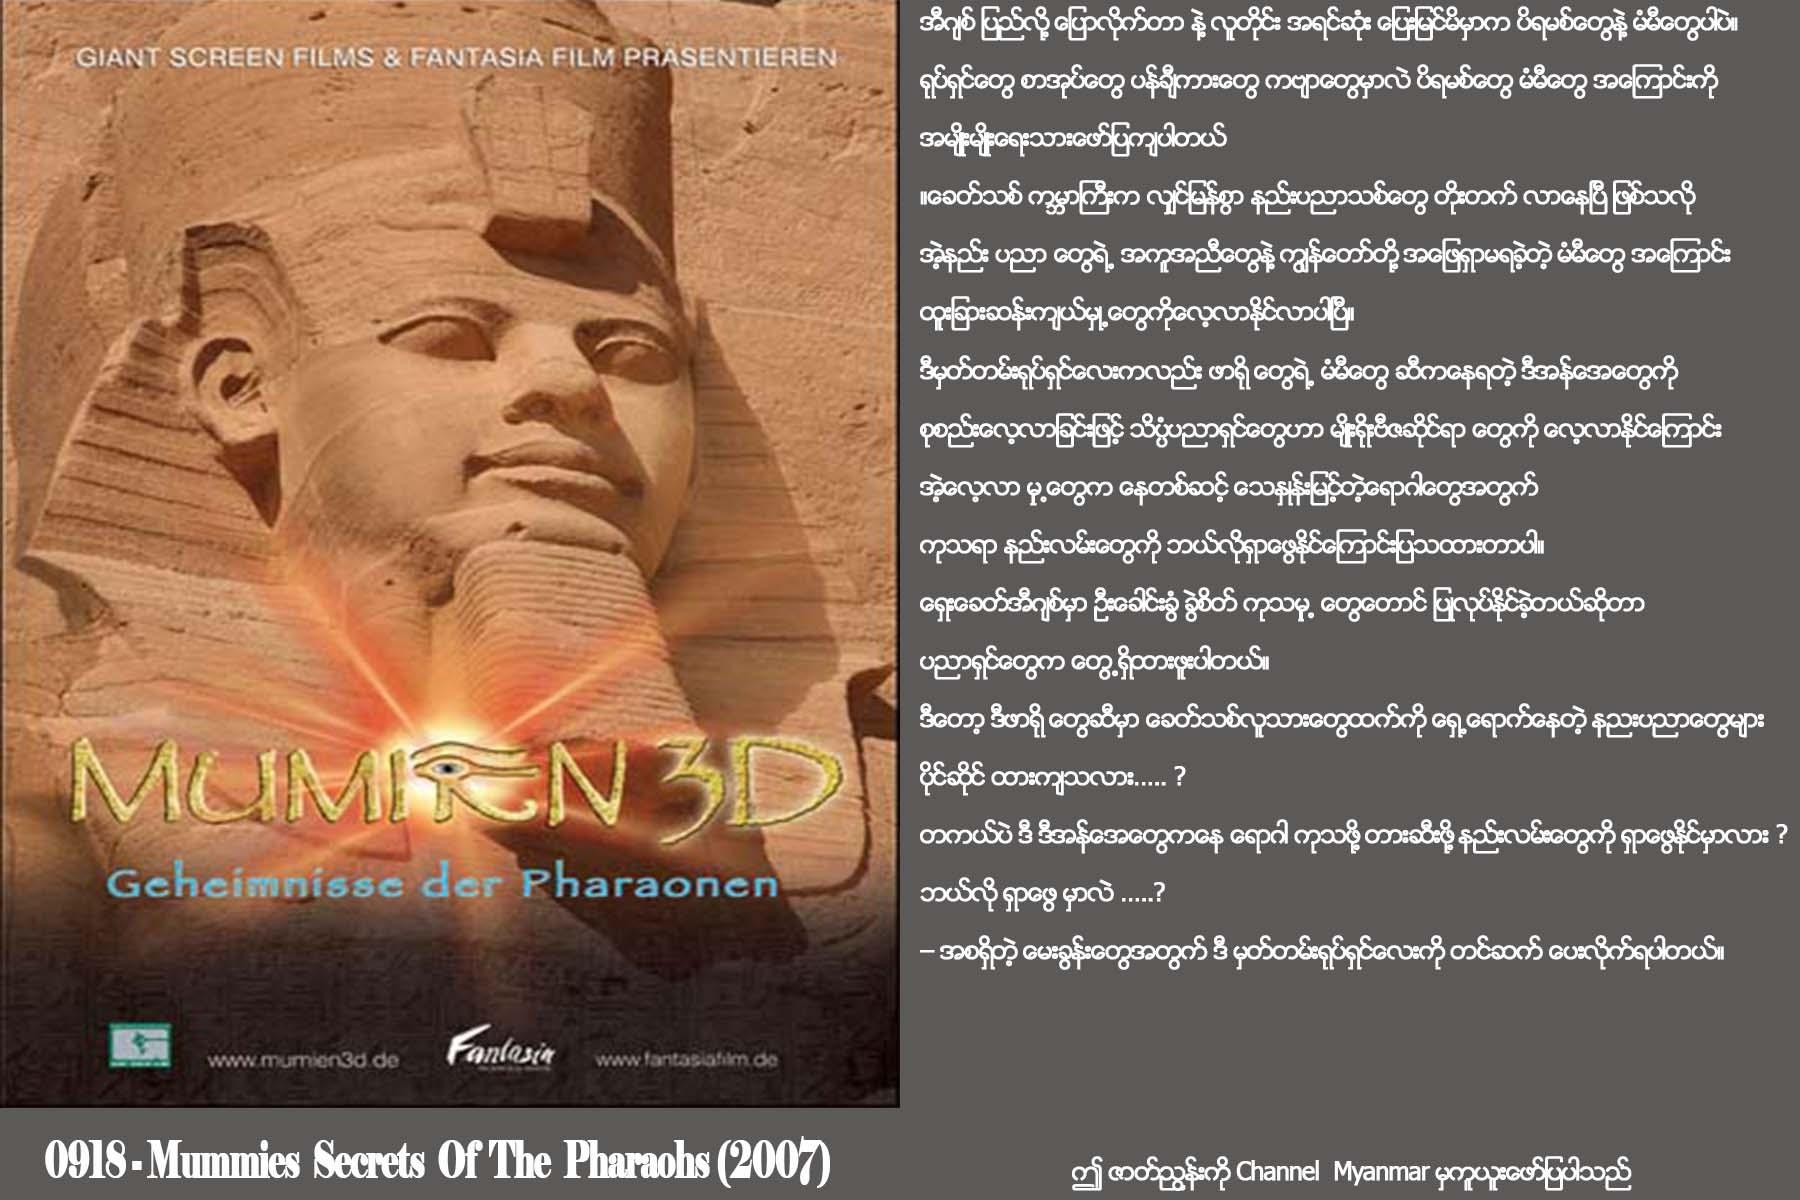 GIANT SCREEN FILMS & FANTASIA FILM PRÄSENTIEREN
MUMIEN 3D
Geheimnisse der Pharaonen
www.mumien3d.de
Fantasia
www.fantasiafilm.de
0918 - Mummies Secrets Of The Pharaohs (2007)
အီဂျစ် ပြည်လို့ ပြောလိုက်တာ နဲ့ လူတိုင်း အရင်ဆုံး ပြေးမြင်မိမှာက ပိရမစ်တွေနဲ့ မံမီတွေပါပဲ။
ရုပ်ရှင်တွေ စာအုပ်တွေ ပန်ချီကားတွေ ကဗျာတွေမှာလဲ ပိရမစ်တွေ မံမီတွေ အကြောင်းကို
အမျိုးမျိုးရေးသားဖော်ပြကျပါတယ်
။ခေတ်သစ် ကမ္ဘာကြီးက လျှင်မြန်စွာ နည်းပညာသစ်တွေ တိုးတက် လာနေပြီ ဖြစ်သလို
အဲ့နည်း ပညာ တွေရဲ့ အကူအညီတွေနဲ့ ကျွန်တော်တို့ အဖြေရှာမရခဲ့တဲ့ မံမီတွေ အကြောင်း
ထူးခြားဆန်းကျယ်မှု့တွေကိုလေ့လာနိုင်လာပါပြီ။
ဒီမှတ်တမ်းရုပ်ရှင်လေးကလည်း ဖာရို တွေရဲ့ မံမီတွေ ဆီကနေရတဲ့ ဒီအန်အေတွေကို
စုစည်းလေ့လာခြင်းဖြင့် သိပ္ပံပညာရှင်တွေဟာ မျိုးရိုးဗီဇဆိုင်ရာ တွေကို လေ့လာနိုင်ကြောင်း
အဲ့လေ့လာ မှု့တွေက နေတစ်ဆင့် သေနှုန်းမြင့်တဲ့ရောဂါတွေအတွက်
ကုသရာ နည်းလမ်းတွေကို ဘယ်လိုရှာဖွေနိုင်ကြောင်းပြသထားတာပါ။
ရှေးခေတ်အီဂျစ်မှာ ဦးခေါင်းခွံ ခွဲစိတ် ကုသမှု့ တွေတောင် ပြုလုပ်နိုင်ခဲ့တယ်ဆိုတာ
ပညာရှင်တွေက တွေ့ရှိထားဖူးပါတယ်။
ဒီတော့ ဒီဖာရို တွေဆီမှာ ခေတ်သစ်လူသားတွေထက်ကို ရှေ့ရောက်နေတဲ့ နညးပညာတွေများ
ပိုင်ဆိုင် ထားကျသလား..... ?
တကယ်ပဲ ဒီ ဒီအန်အေတွေကနေ ရောဂါ ကုသဖို့ တားဆီးဖို့ နည်းလမ်းတွေကို ရှာဖွေနိုင်မှာလား ?
ဘယ်လို ရှာဖွေ မှာလဲ .....?
– အစရှိတဲ့ မေးခွန်းတွေအတွက် ဒီ မှတ်တမ်းရုပ်ရှင်လေးကို တင်ဆက် ပေးလိုက်ရပါတယ်။
ဤ ဇာတ်ညွှန်းကို Channel Myanmar မှကူယူးဖော်ပြပါသည်